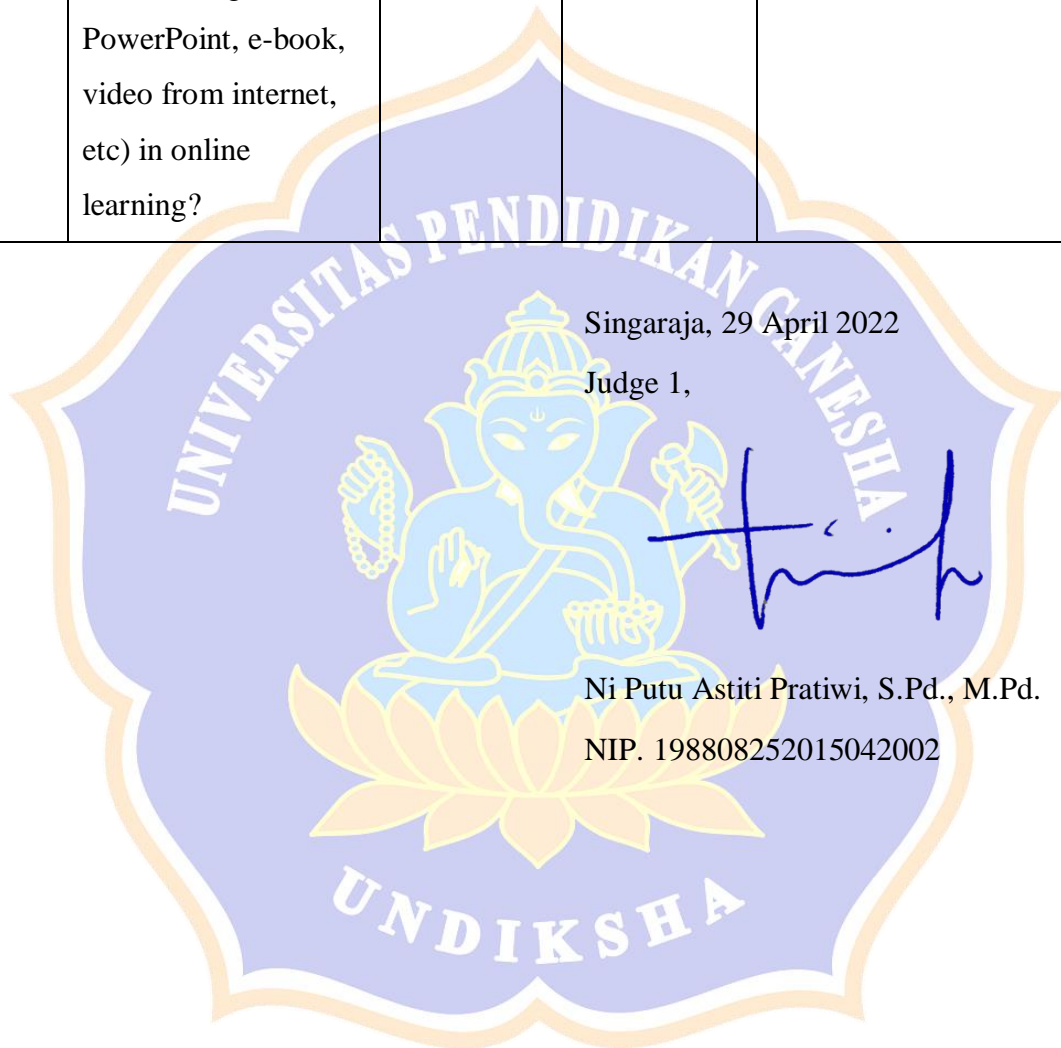 PowerPoint, e-book,
video from internet,
etc) in online
learning?
UNIVERSITAS PENDIDIKAN GANESHA
Singaraja, 29 April 2022
Judge 1,
Ni Putu Astiti Pratiwi, S.Pd., M.Pd.
NIP. 198808252015042002
UNDIKSHA